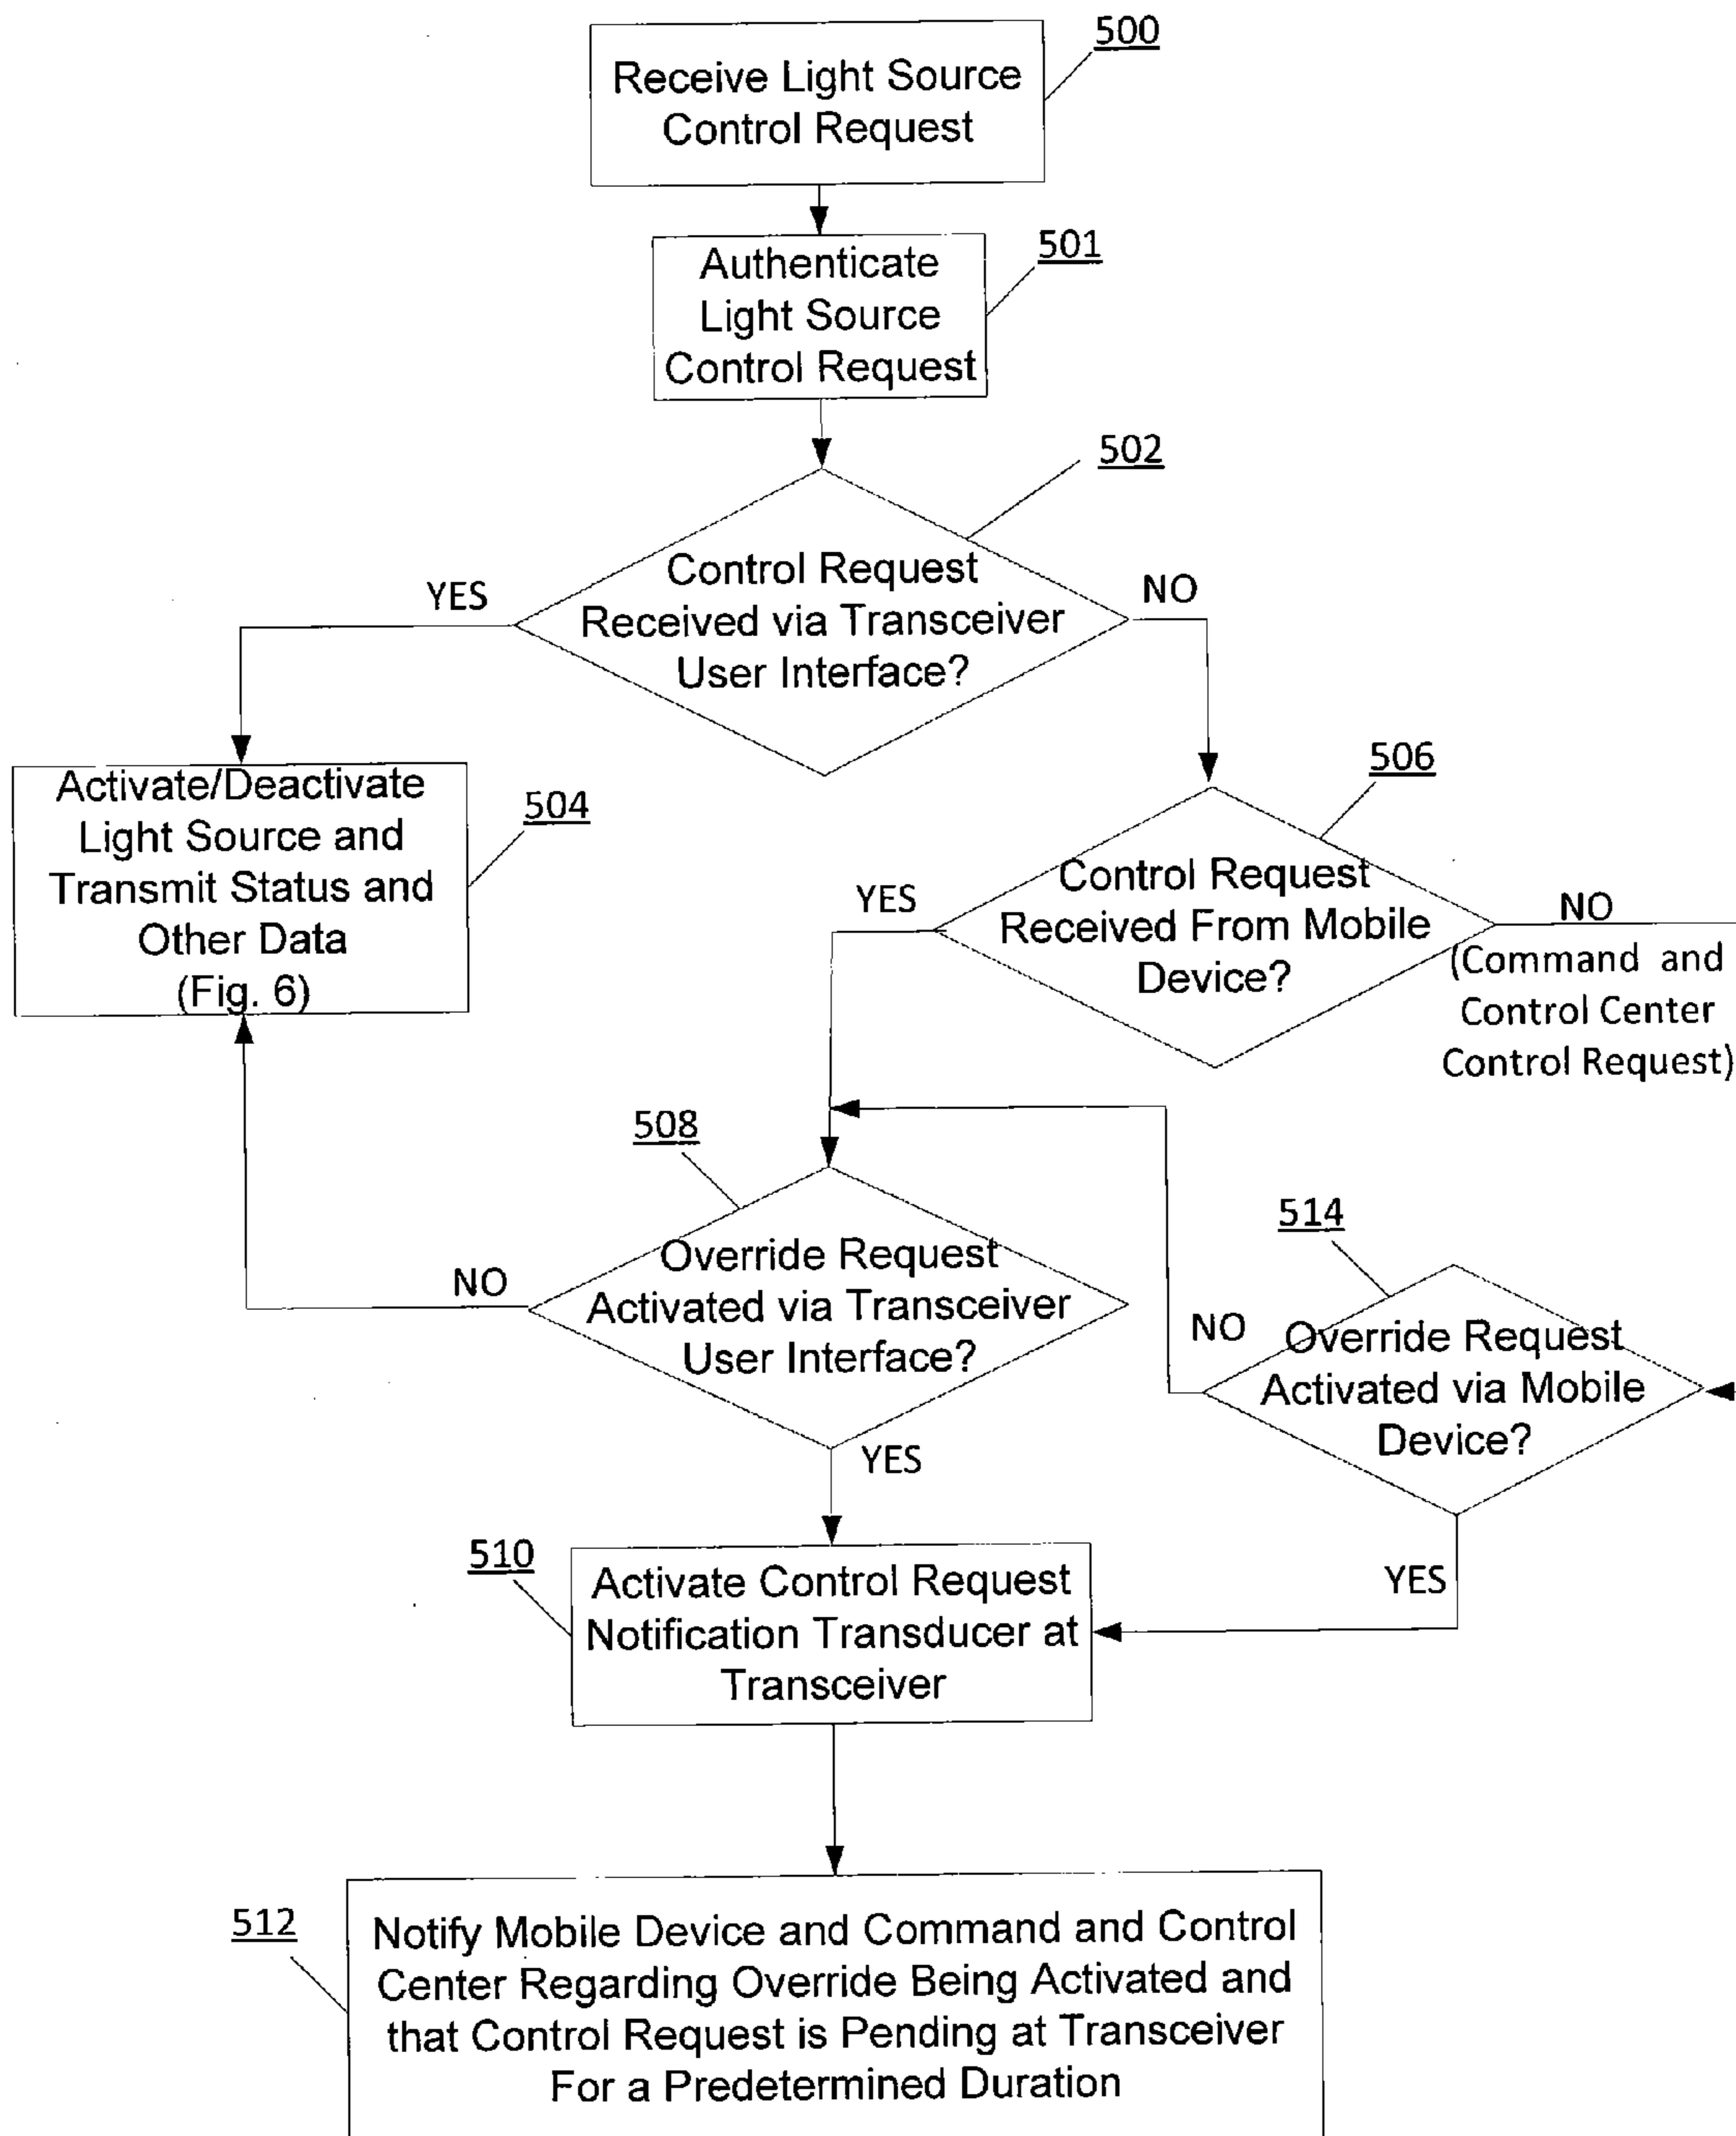 500
Receive Light Source
Control Request
501
Authenticate
Light Source
Control Request
502
Control Request
Received via Transceiver
User Interface?
YES
NO
Activate/Deactivate
Light Source and
Transmit Status and
Other Data
(Fig. 6)
504
506
Control Request
Received From Mobile
Device?
YES
NO
(Command and
Control Center
Control Request)
508
Override Request
Activated via Transceiver
User Interface?
NO
YES
514
Override Request
Activated via Mobile
Device?
NO
YES
510
Activate Control Request
Notification Transducer at
Transceiver
512
Notify Mobile Device and Command and Control
Center Regarding Override Being Activated and
that Control Request is Pending at Transceiver
For a Predetermined Duration